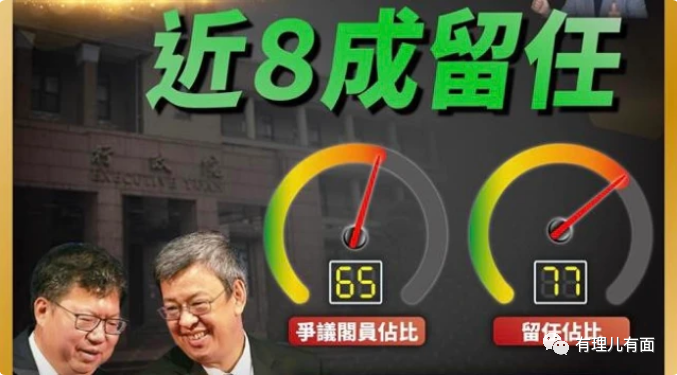 近8成留任
行政院
EXECUTIVE YUAN
65
77
爭議閣員佔比
留任佔比
有理儿有面